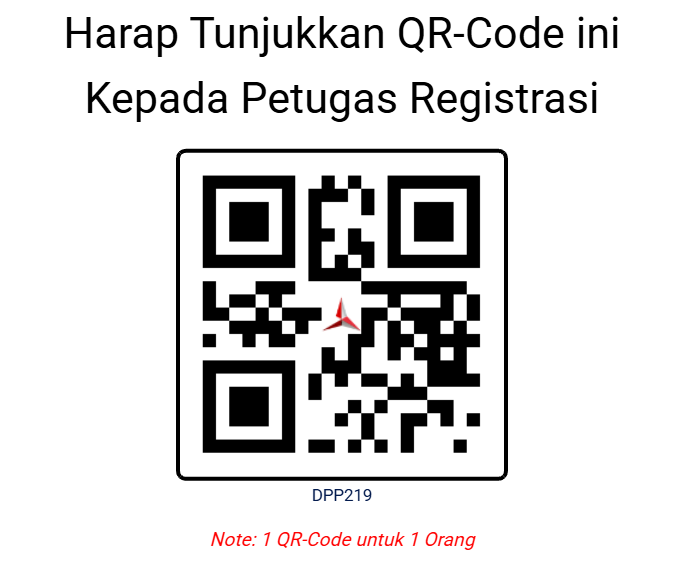 Harap Tunjukkan QR-Code ini
Kepada Petugas Registrasi
DPP219
Note: 1 QR-Code untuk 1 Orang